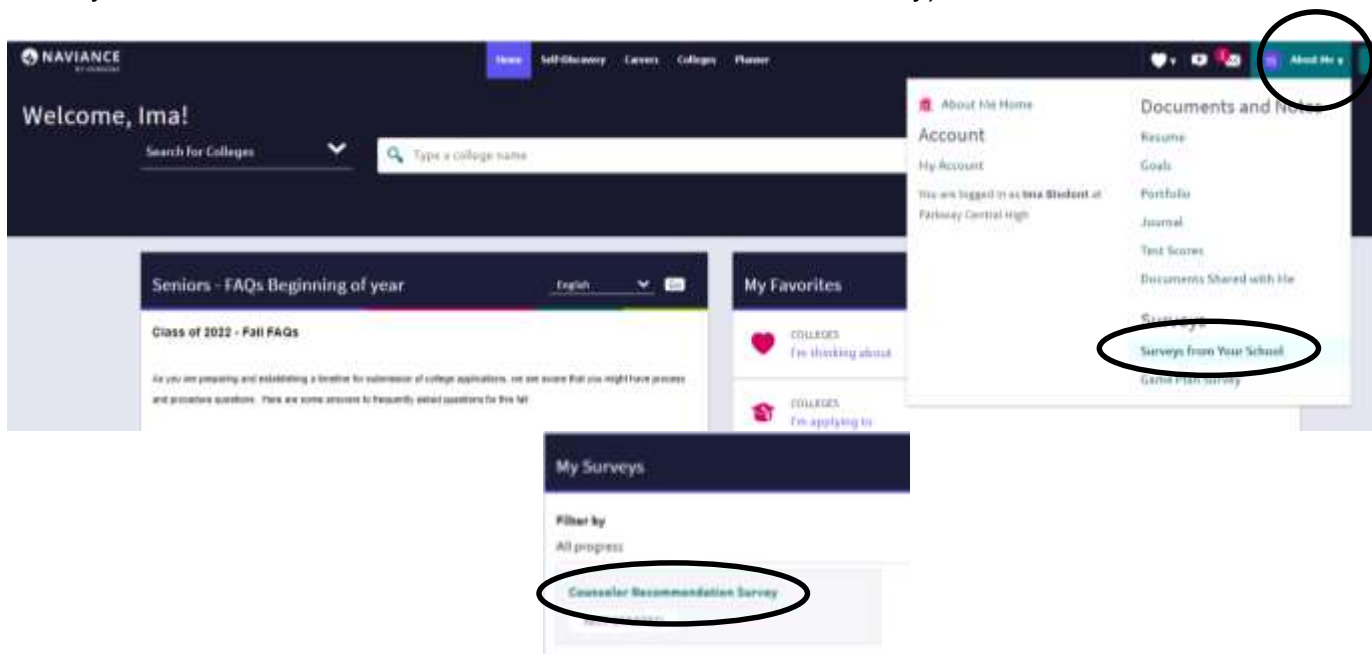 NAVIANCE
Home Self-Discovery Careers Colleges Planner
About Me
Welcome, Ima!
Search for Colleges
Type a college name
About Me Home
Account
My Account
You are logged in as Ima Student at
Parkway Central High
Documents and Notes
Resume
Goals
Portfolio
Journal
Test Scores
Documents Shared with Me
Surveys
Surveys from Your School
Game Plan Survey
Seniors - FAQs Beginning of year
English
Go
Class of 2022 - Fall FAQs
As you are preparing and establishing a timeline for submission of college applications, we are aware that you might have process
and procedure questions. Here are some answers to frequently asked questions for this fall
My Favorites
COLLEGES
I'm thinking about
COLLEGES
I'm applying to
My Surveys
Filter by
All progress
Counselor Recommendation Survey